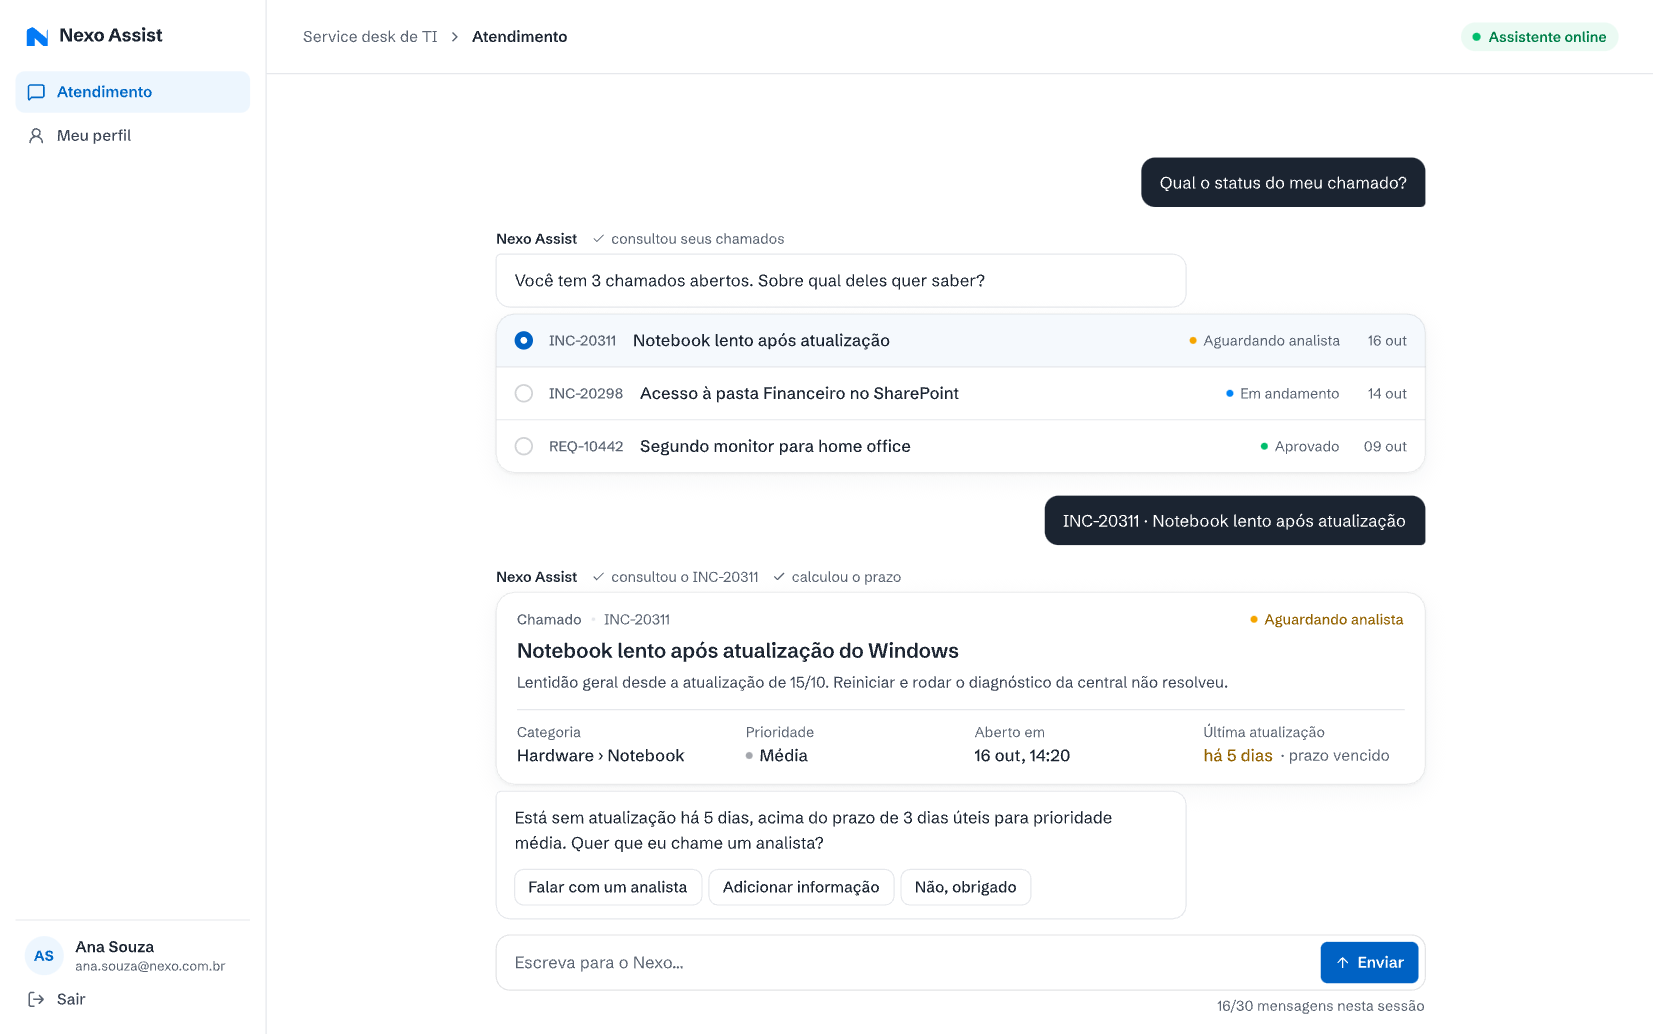 Nexo Assist
Atendimento
Meu perfil
Service desk de TI > Atendimento
Assistente online
Qual o status do meu chamado?
Nexo Assist ✓ consultou seus chamados
Você tem 3 chamados abertos. Sobre qual deles quer saber?
INC-20311 Notebook lento após atualização Aguardando analista 16 out
INC-20298 Acesso à pasta Financeiro no SharePoint Em andamento 14 out
REQ-10442 Segundo monitor para home office Aprovado 09 out
INC-20311 · Notebook lento após atualização
Nexo Assist ✓ consultou o INC-20311 ✓ calculou o prazo
Chamado · INC-20311 Aguardando analista
Notebook lento após atualização do Windows
Lentidão geral desde a atualização de 15/10. Reiniciar e rodar o diagnóstico da central não resolveu.
Categoria Prioridade Aberto em Última atualização
Hardware › Notebook Média 16 out, 14:20 há 5 dias · prazo vencido
Está sem atualização há 5 dias, acima do prazo de 3 dias úteis para prioridade
média. Quer que eu chame um analista?
Falar com um analista Adicionar informação Não, obrigado
Escreva para o Nexo... ↑ Enviar
16/30 mensagens nesta sessão
AS Ana Souza
ana.souza@nexo.com.br
Sair